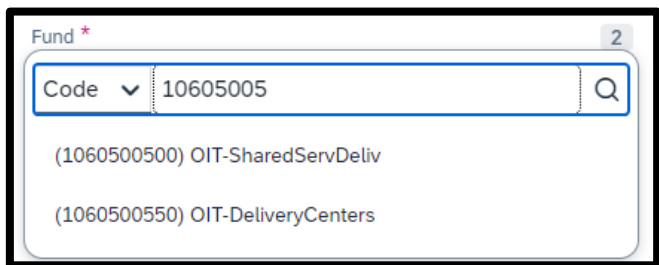 Fund * 2
Code 10605005
(1060500500) OIT-SharedServDeliv
(1060500550) OIT-DeliveryCenters